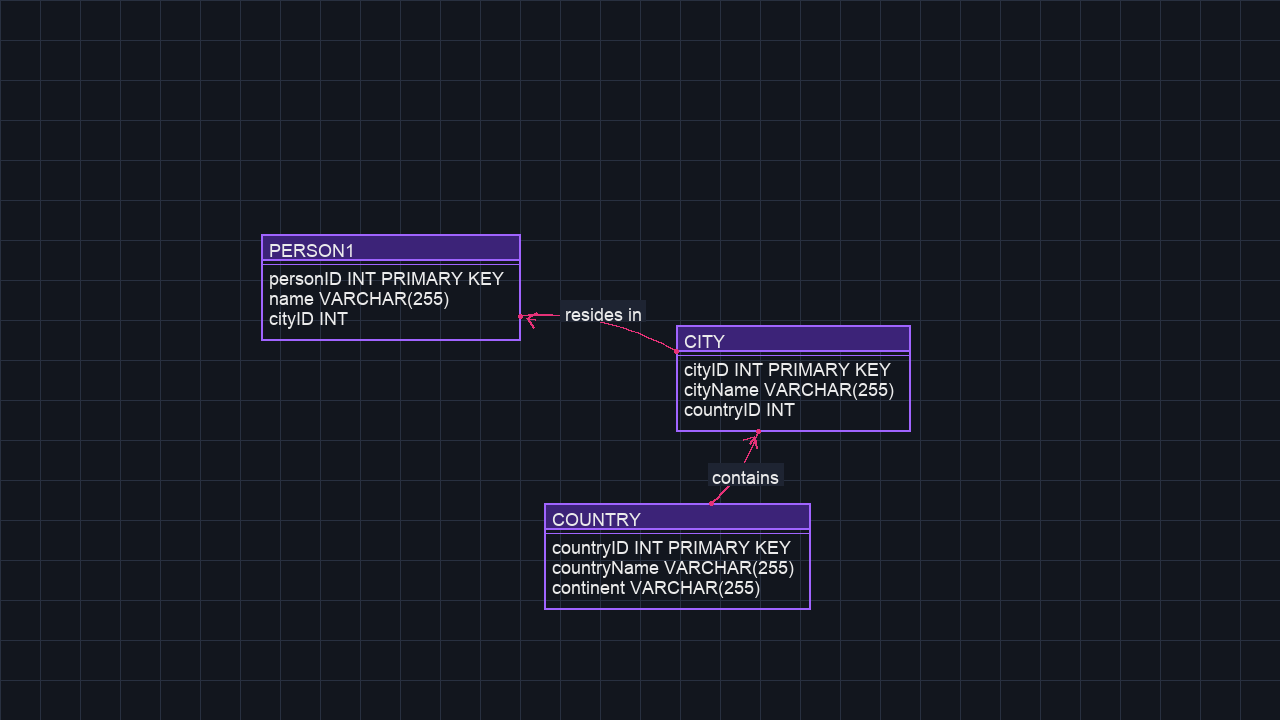 PERSON1
personID INT PRIMARY KEY
name VARCHAR(255)
cityID INT
resides in
CITY
cityID INT PRIMARY KEY
cityName VARCHAR(255)
countryID INT
contains
COUNTRY
countryID INT PRIMARY KEY
countryName VARCHAR(255)
continent VARCHAR(255)